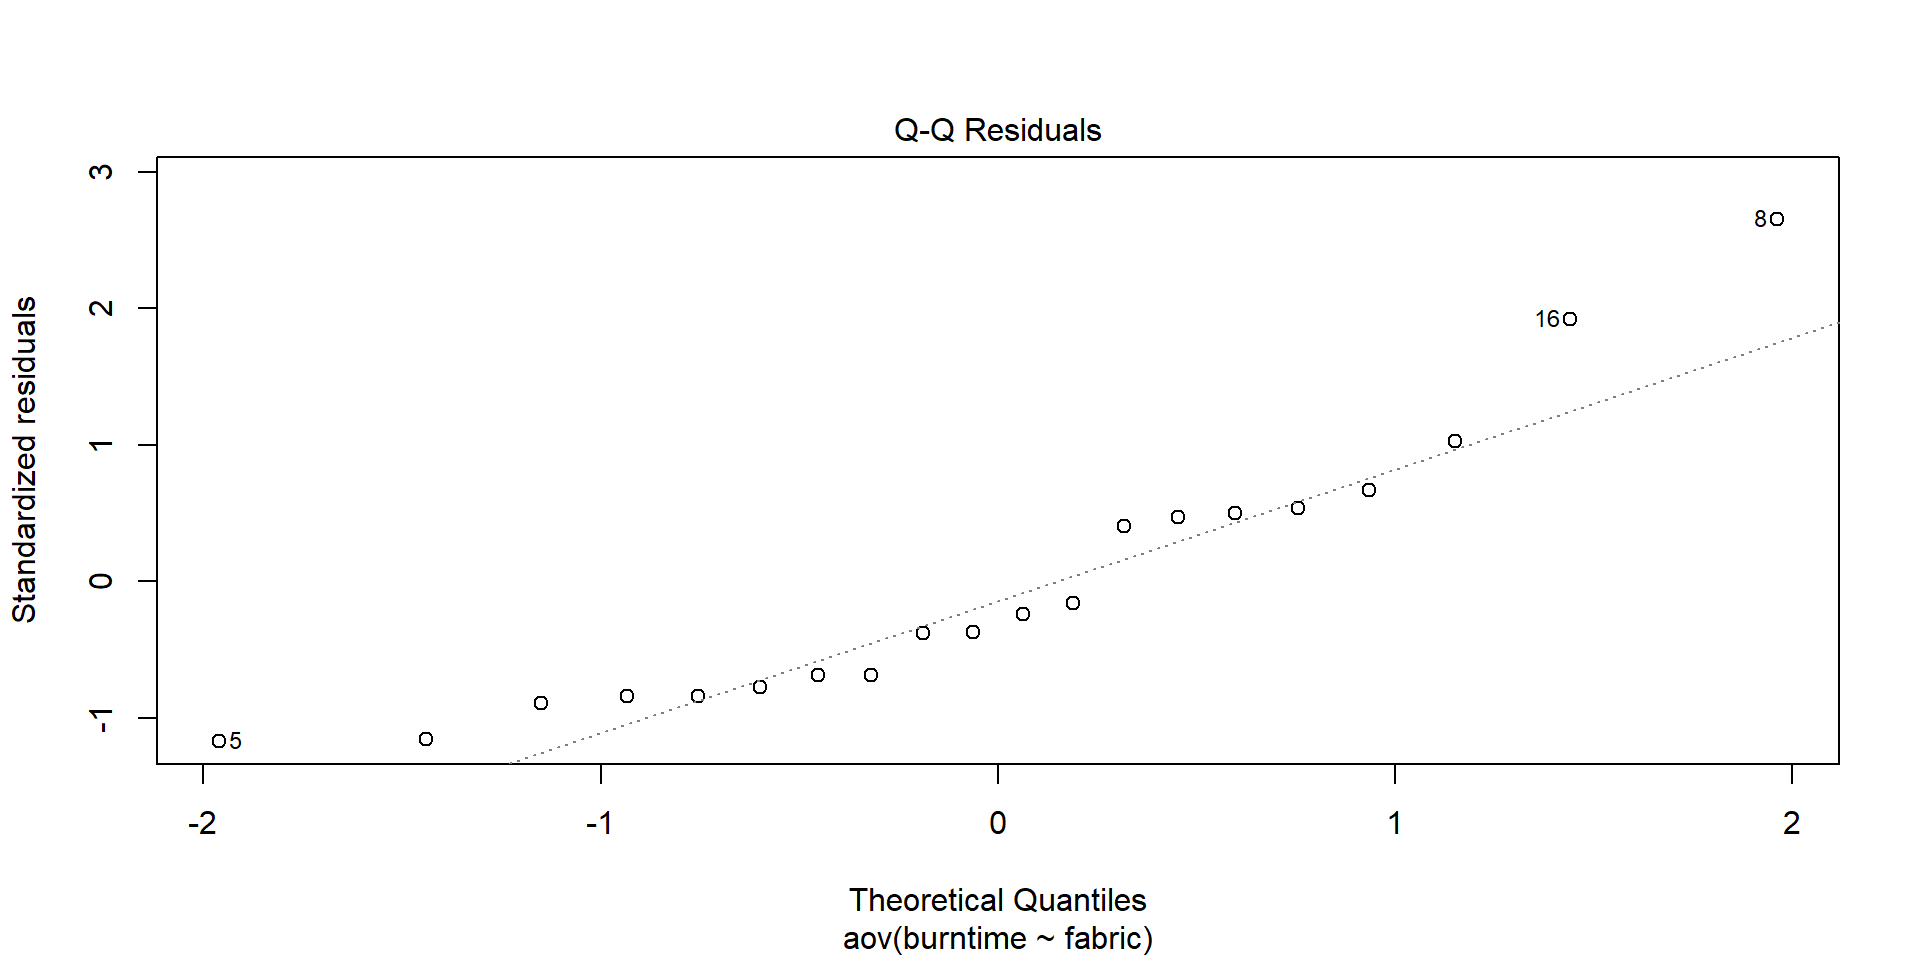 Q-Q Residuals
3
2
1
0
-1
Standardized residuals
8
16
5
-2 -1 0 1 2
Theoretical Quantiles
aov(burntime ~ fabric)